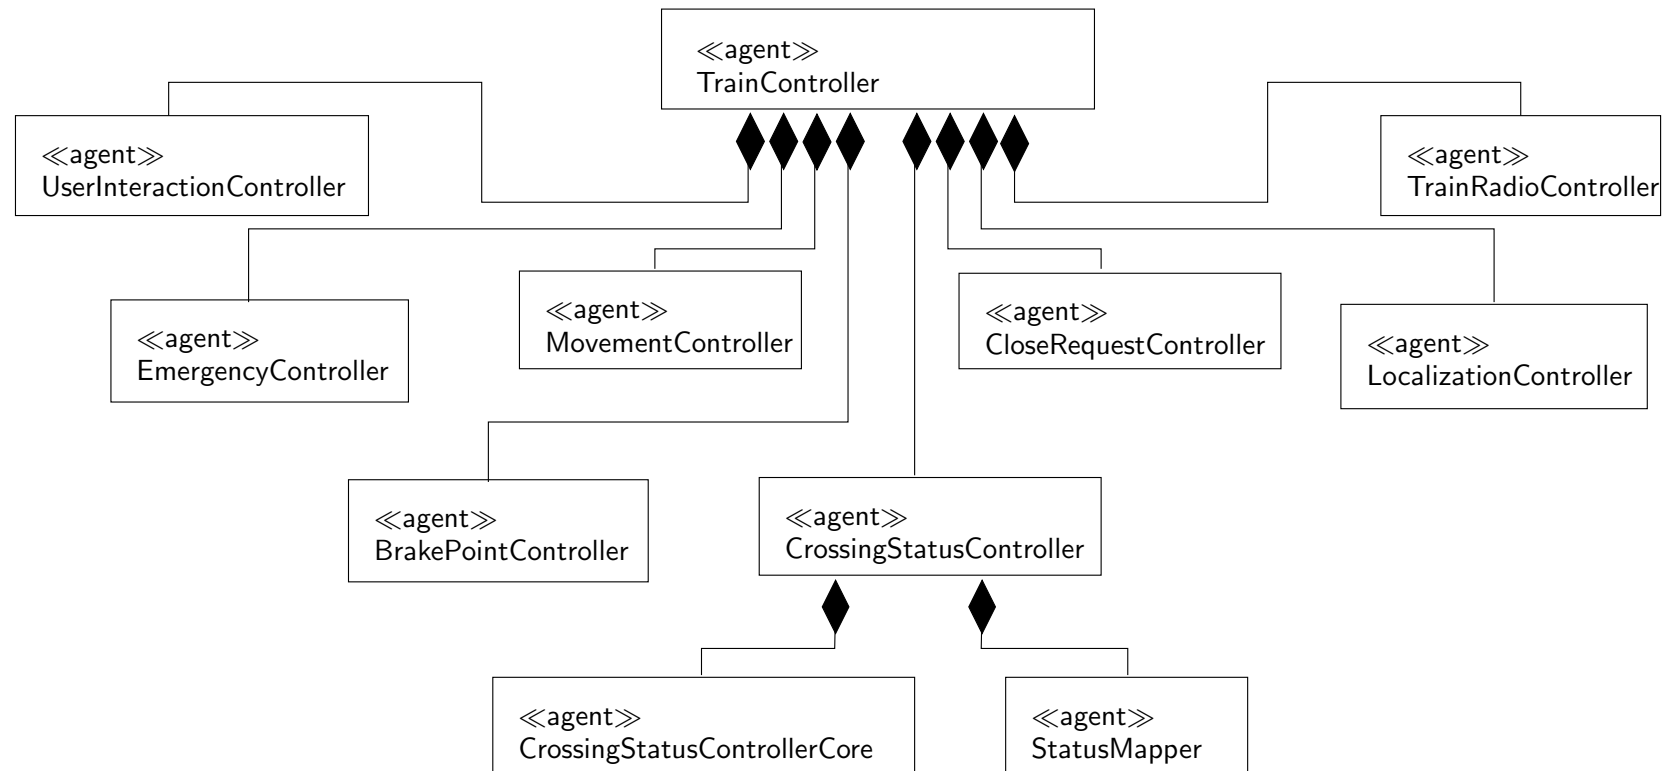 ≪agent≫
TrainController
≪agent≫
UserInteractionController
≪agent≫
TrainRadioController
≪agent≫
EmergencyController
≪agent≫
MovementController
≪agent≫
CloseRequestController
≪agent≫
LocalizationController
≪agent≫
BrakePointController
≪agent≫
CrossingStatusController
≪agent≫
CrossingStatusControllerCore
≪agent≫
StatusMapper